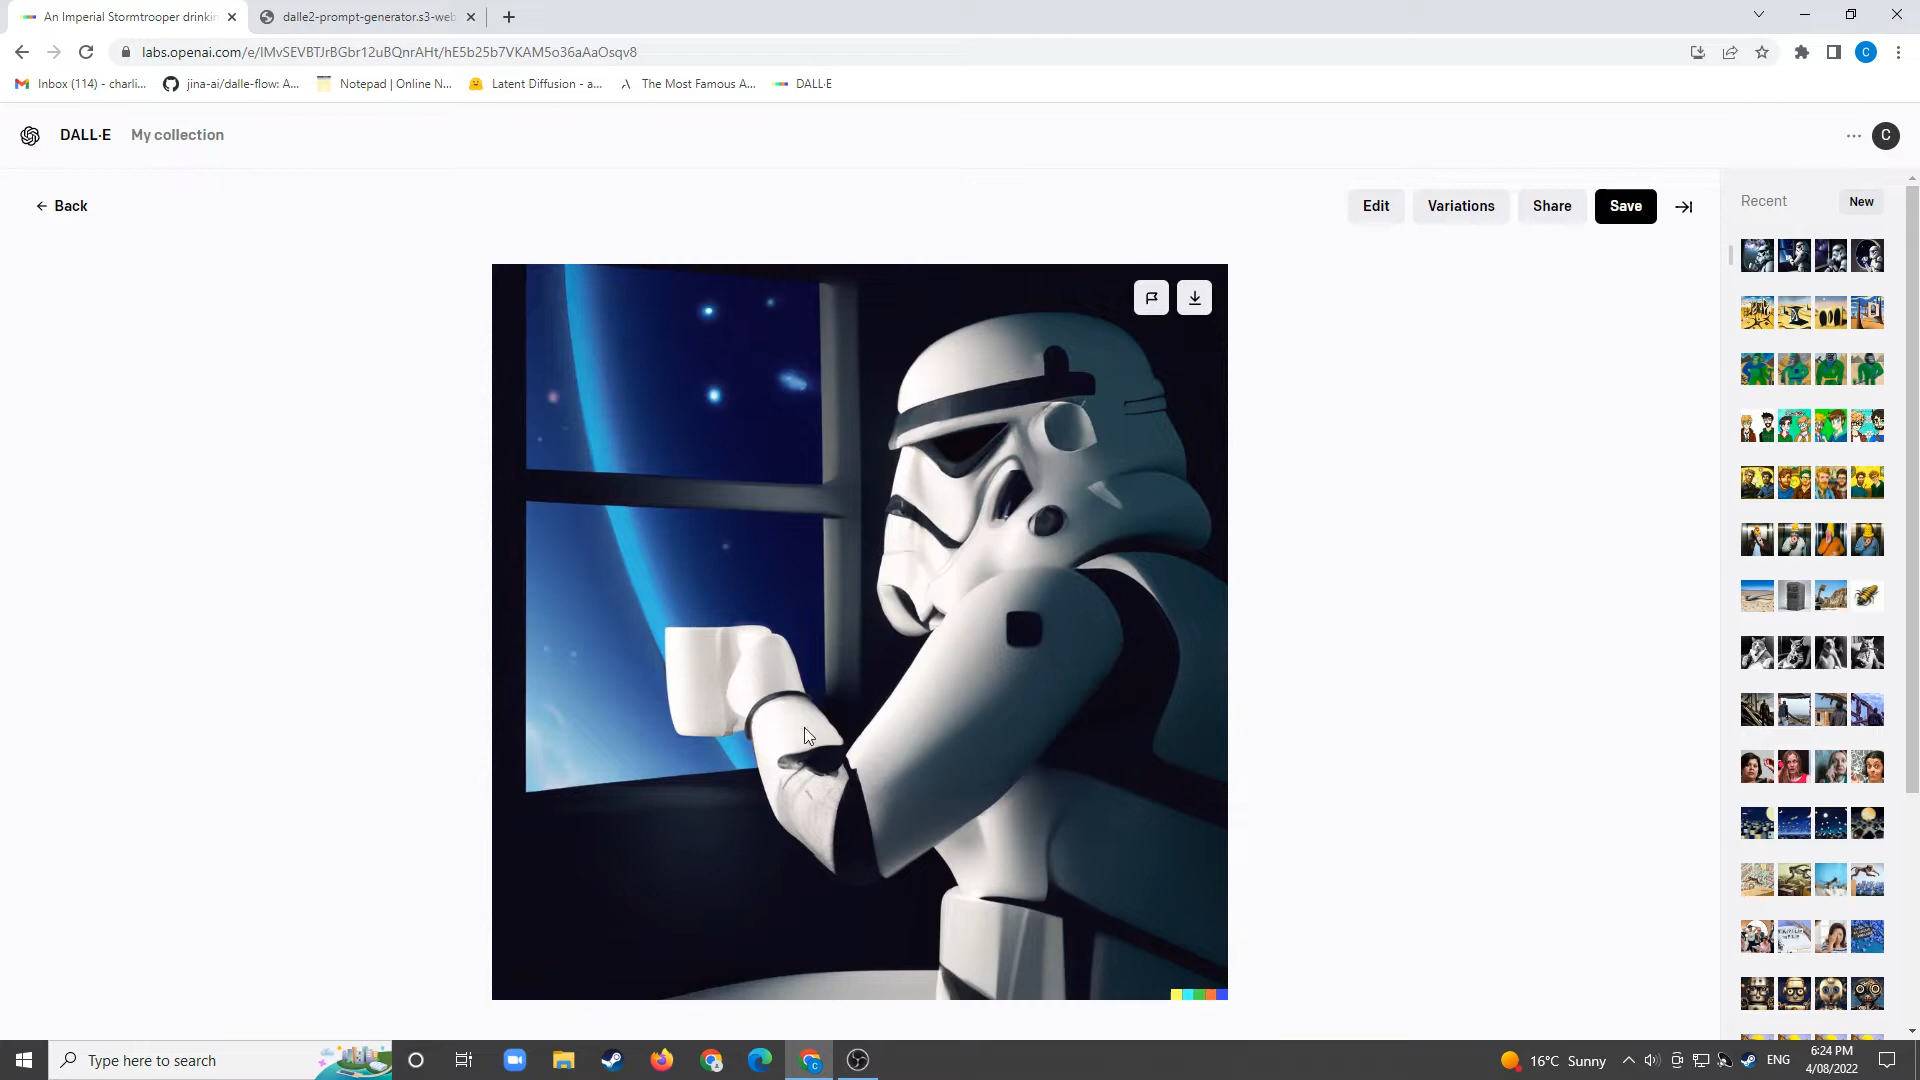 An Imperial Stormtrooper drinkin
dalle2-prompt-generator.s3-web
labs.openai.com/e/lMvSEVBTJrBGbr12uBQnrAHt/hE5b25b7VKAM5o36aAaOsqv8
C
Inbox (114) - charli...
jina-ai/dalle-flow: A...
Notepad | Online N...
Latent Diffusion - a...
The Most Famous A...
DALL·E
DALL·E
My collection
C
Back
Edit
Variations
Share
Save
Recent
New
Type here to search
16°C Sunny
ENG
6:24 PM
4/08/2022